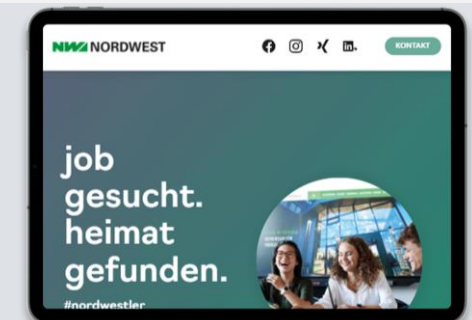 NW NORDWEST
KONTAKT
job
gesucht.
heimat
gefunden.
#nordwestler